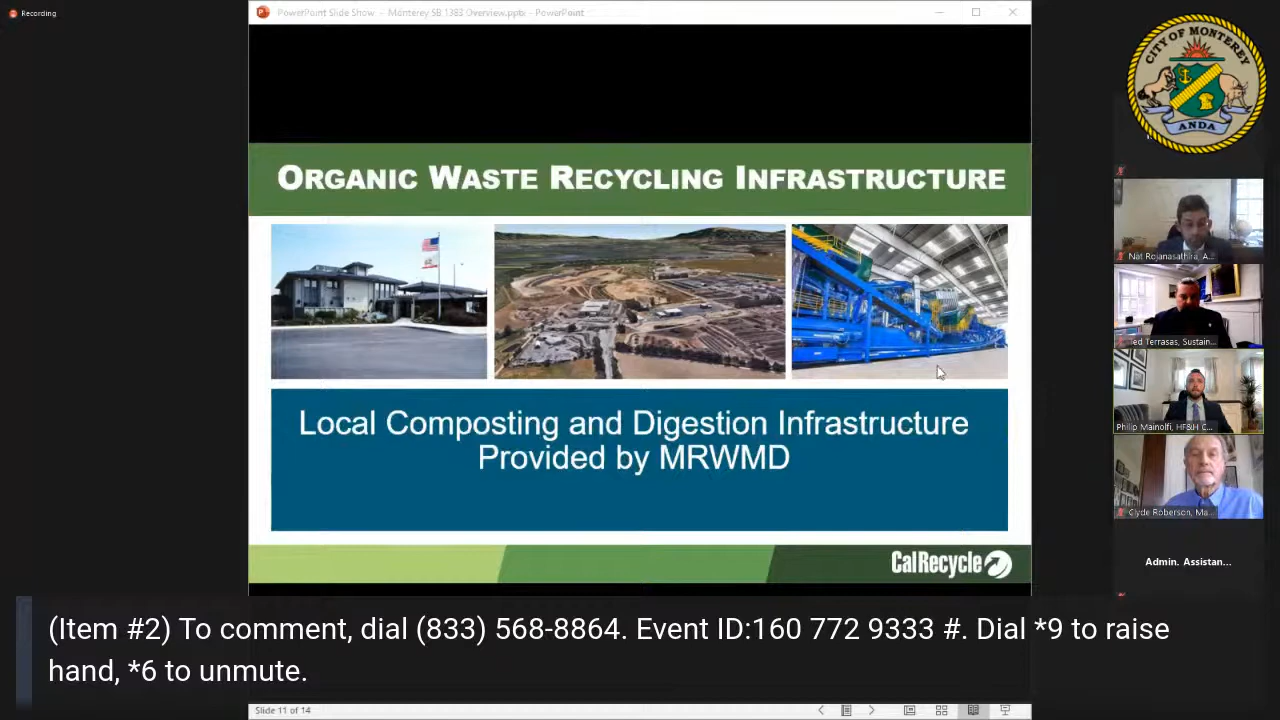 Recording
PowerPoint Slide Show - Monterey SB 1383 Overview.pptx - PowerPoint
CITY OF MONTEREY
ANDA
ORGANIC WASTE RECYCLING INFRASTRUCTURE
Nat Rojanasathira, A...
Ted Terrasas, Sustain...
Philip Mainolfi, HF&H C...
Clyde Roberson, Ma...
Admin. Assistan...
Local Composting and Digestion Infrastructure
Provided by MRWMD
CalRecycle
(Item #2) To comment, dial (833) 568-8864. Event ID:160 772 9333 #. Dial *9 to raise
hand, *6 to unmute.
Slide 11 of 14